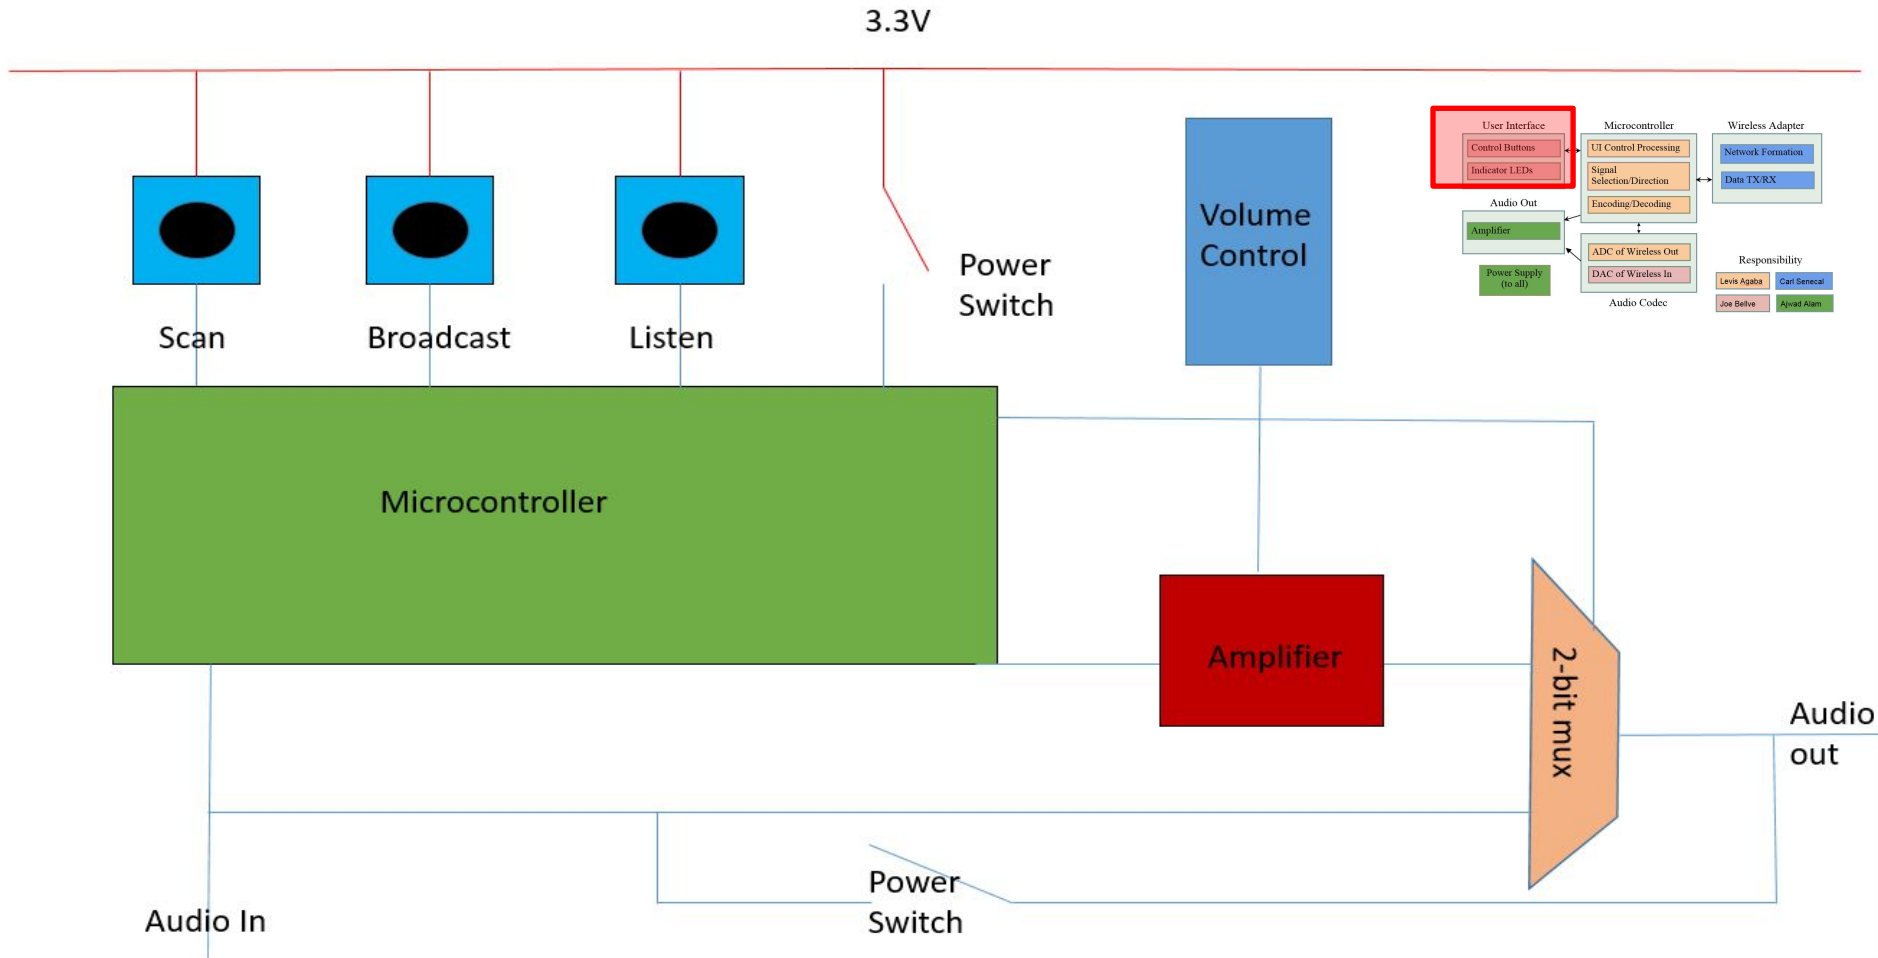 3.3V
Scan
Broadcast
Listen
Power
Switch
Volume
Control
Microcontroller
Amplifier
2-bit mux
Audio
out
Power
Switch
Audio In
User Interface
Control Buttons
Indicator LEDs
Microcontroller
UI Control Processing
Signal
Selection/Direction
Encoding/Decoding
Wireless Adapter
Network Formation
Data TX/RX
Audio Out
Amplifier
Power Supply
(to all)
ADC of Wireless Out
DAC of Wireless In
Audio Codec
Responsibility
Levis Agaba
Carl Senecal
Joe Bellve
Ajwad Alam